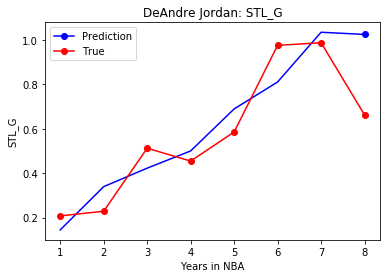 DeAndre Jordan: STL_G
Prediction
True
STL_G
1.0
0.8
0.6
0.4
0.2
1 2 3 4 5 6 7 8
Years in NBA